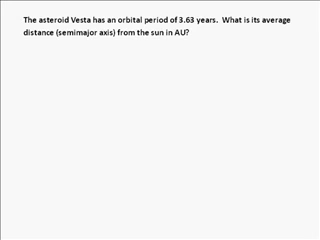 The asteroid Vesta has an orbital period of 3.63 years.  What is its average
distance (semimajor axis) from the sun in AU?